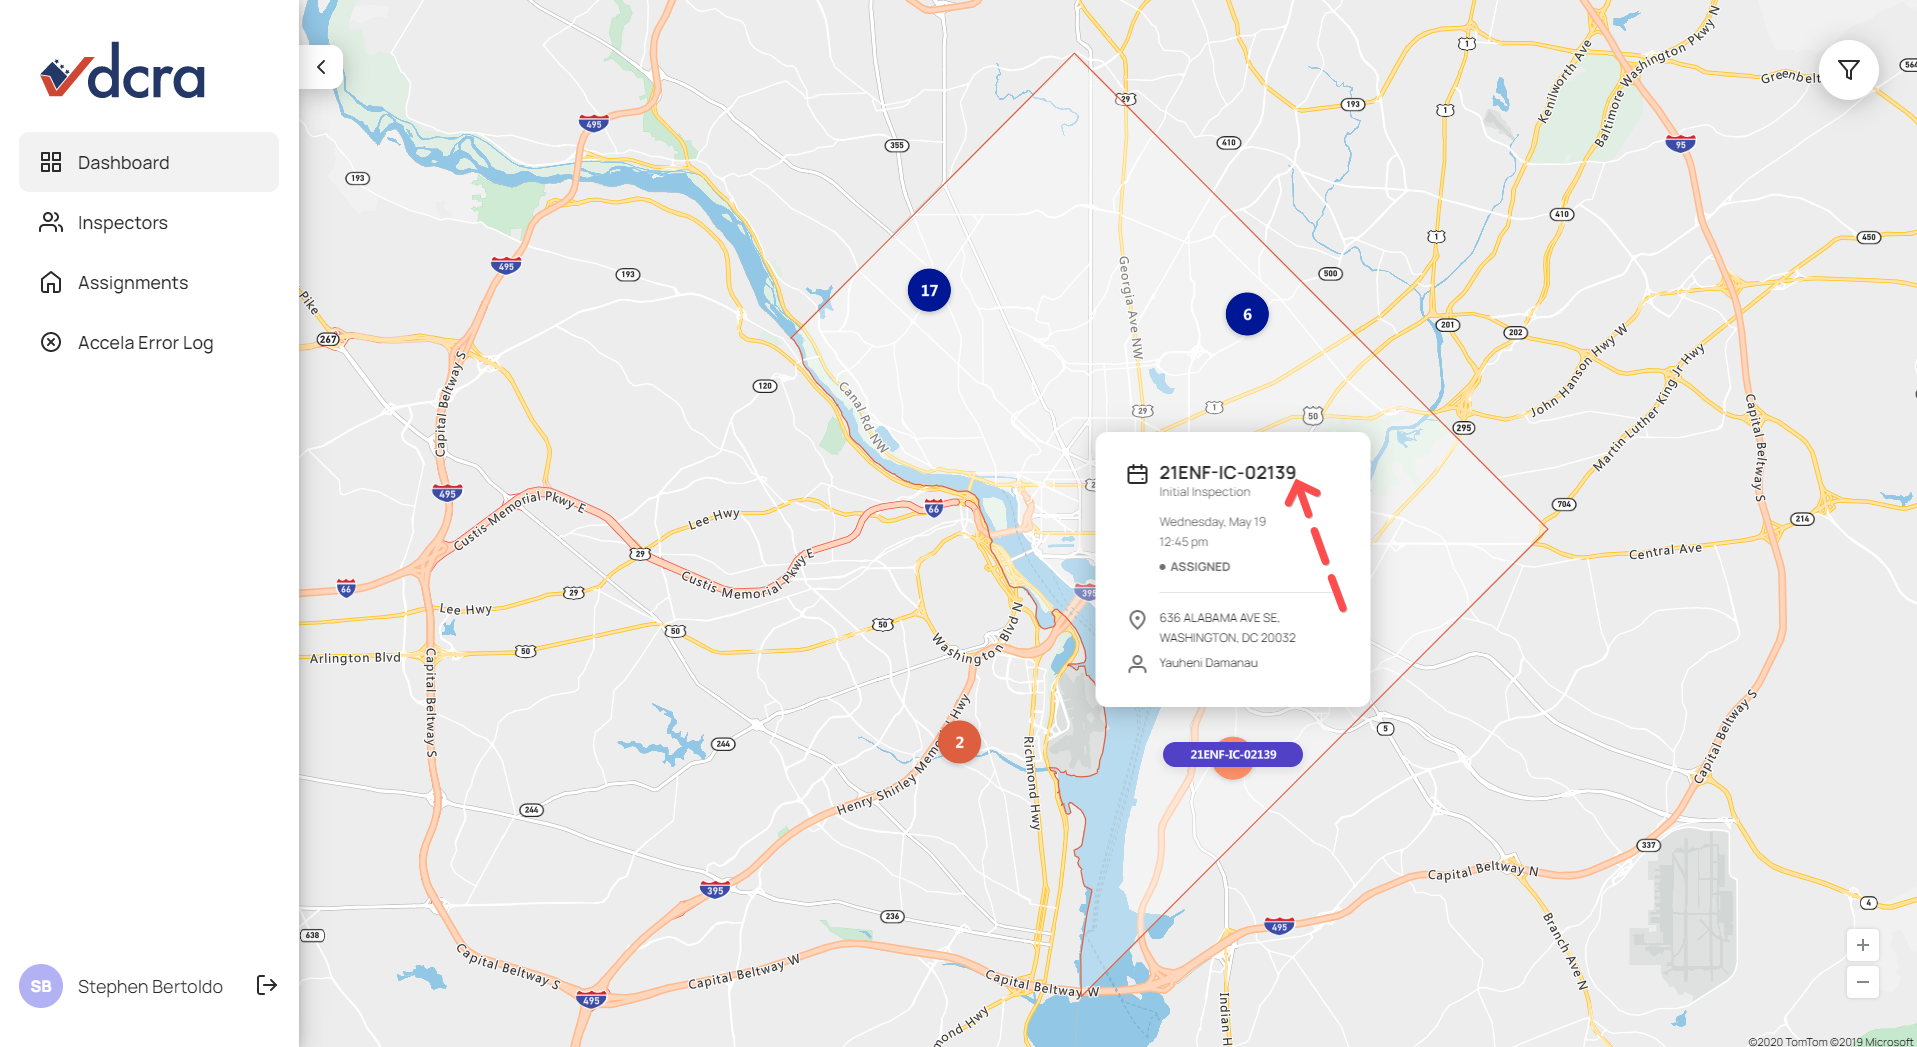 dcra
Dashboard
Inspectors
Assignments
Accela Error Log
SB
Stephen Bertoldo
21ENF-IC-02139
Initial Inspection
Wednesday, May 19
12:45 pm
ASSIGNED
636 ALABAMA AVE SE,
WASHINGTON, DC 20032
Yauheni Damanau
21ENF-IC-02139
17
6
2
1
Kenilworth Ave
Baltimore Washington Pkwy N
Greenbelt
564
29
193
1
495
355
410
95
193
410
1
450
495
193
500
Georgia Ave NW
Pike
267
201
202
John Hanson Hwy W
Martin Luther King Jr Hwy
120
Canal Rd NW
29
1
50
295
Capital Beltway S
Capital Beltway S
495
Custis Memorial Pkwy E
Lee Hwy
66
704
214
Central Ave
29
Custis Memorial Pkwy E
66
29
Lee Hwy
395
50
50
50
Arlington Blvd
Washington Blvd N
Capital Beltway S
Capital Beltway S
244
Henry Shirley Memorial Hwy
Richmond Hwy
5
244
337
395
Capital Beltway N
236
638
495
4
Branch Ave N
Capital Beltway S
Capital Beltway W
Capital Beltway W
495
mond Hwy
Indian H
+
−
©2020 TomTom ©2019 Microsoft